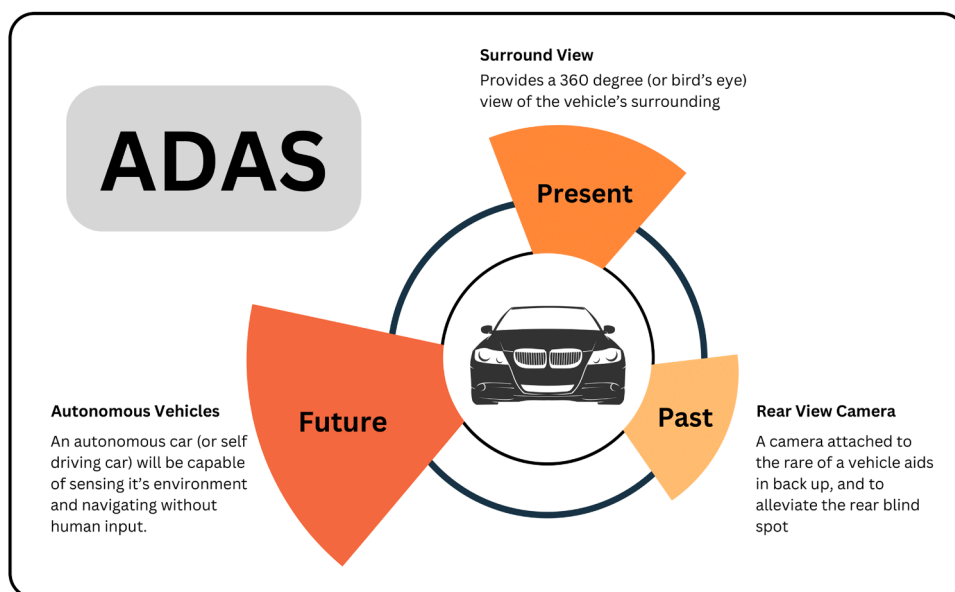 ADAS
Surround View
Provides a 360 degree (or bird's eye)
view of the vehicle's surrounding
Present
Future
Past
Autonomous Vehicles
An autonomous car (or self
driving car) will be capable
of sensing it's environment
and navigating without
human input.
Rear View Camera
A camera attached to
the rare of a vehicle aids
in back up, and to
alleviate the rear blind
spot